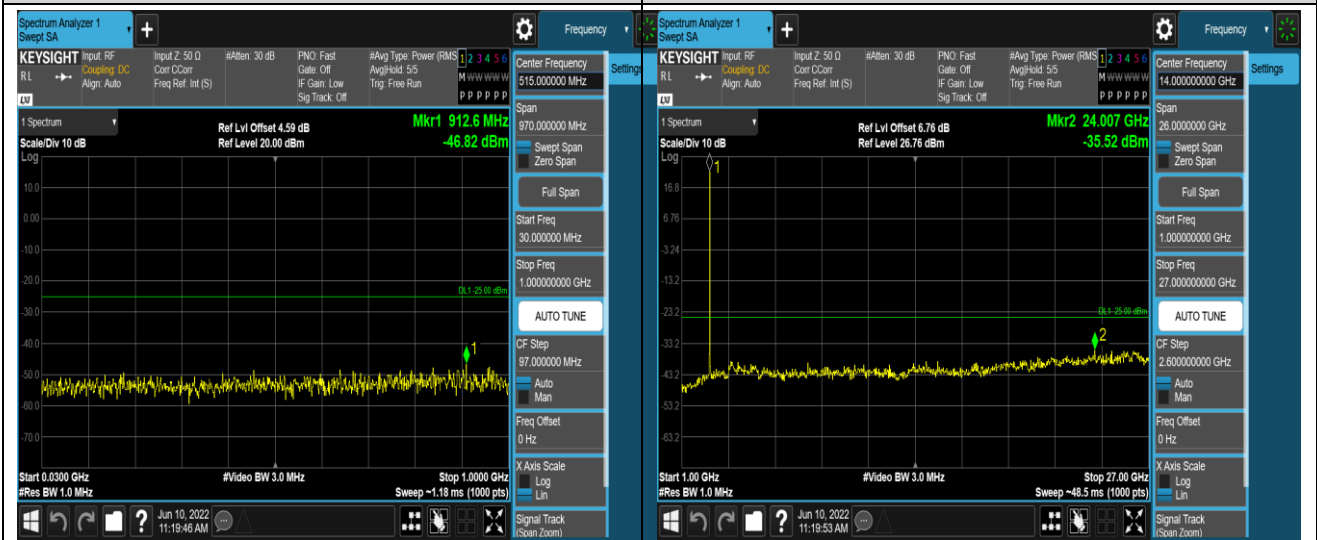 Spectrum Analyzer 1
Swept SA
+
Frequency
KEYSIGHT
Input: RF
Input Z: 50 Ω
#Atten: 30 dB
PNO: Fast
#Avg Type: Power (RMS
1 2 3 4 5 6
RL
Coupling: DC
Corr CCorr
Gate: Off
Avg|Hold: 5/5
M W W W W W
Align: Auto
Freq Ref: Int (S)
IF Gain: Low
Trig: Free Run
LXI
Sig Track: Off
P P P P P P
1 Spectrum
Ref Lvl Offset 4.59 dB
Mkr1 912.6 MHz
Scale/Div 10 dB
Ref Level 20.00 dBm
-46.82 dBm
Log
10.0
0.00
-10.0
-20.0
DL1 -25.00 dBm
-30.0
-40.0
1
-50.0
-60.0
-70.0
Start 0.0300 GHz
#Video BW 3.0 MHz
Stop 1.0000 GHz
#Res BW 1.0 MHz
Sweep ~1.18 ms (1000 pts)
Center Frequency
515.000000 MHz
Settings
Span
970.000000 MHz
Swept Span
Zero Span
Full Span
Start Freq
30.000000 MHz
Stop Freq
1.000000000 GHz
AUTO TUNE
CF Step
97.000000 MHz
Auto
Man
Freq Offset
0 Hz
X Axis Scale
Log
Lin
Signal Track
(Span Zoom)
?
Jun 10, 2022
11:19:46 AM
Spectrum Analyzer 1
Swept SA
+
Frequency
KEYSIGHT
Input: RF
Input Z: 50 Ω
#Atten: 30 dB
PNO: Fast
#Avg Type: Power (RMS
1 2 3 4 5 6
RL
Coupling: DC
Corr CCorr
Gate: Off
Avg|Hold: 5/5
M W W W W W
Align: Auto
Freq Ref: Int (S)
IF Gain: Low
Trig: Free Run
LXI
Sig Track: Off
P P P P P P
1 Spectrum
Ref Lvl Offset 6.76 dB
Mkr2 24.007 GHz
Scale/Div 10 dB
Ref Level 26.76 dBm
-35.52 dBm
Log
1
16.8
6.76
-3.24
-13.2
-23.2
DL1 -25.00 dBm
-33.2
2
-43.2
-53.2
-63.2
Start 1.00 GHz
#Video BW 3.0 MHz
Stop 27.00 GHz
#Res BW 1.0 MHz
Sweep ~48.5 ms (1000 pts)
Center Frequency
14.000000000 GHz
Settings
Span
26.0000000 GHz
Swept Span
Zero Span
Full Span
Start Freq
1.000000000 GHz
Stop Freq
27.000000000 GHz
AUTO TUNE
CF Step
2.600000000 GHz
Auto
Man
Freq Offset
0 Hz
X Axis Scale
Log
Lin
Signal Track
(Span Zoom)
?
Jun 10, 2022
11:19:53 AM